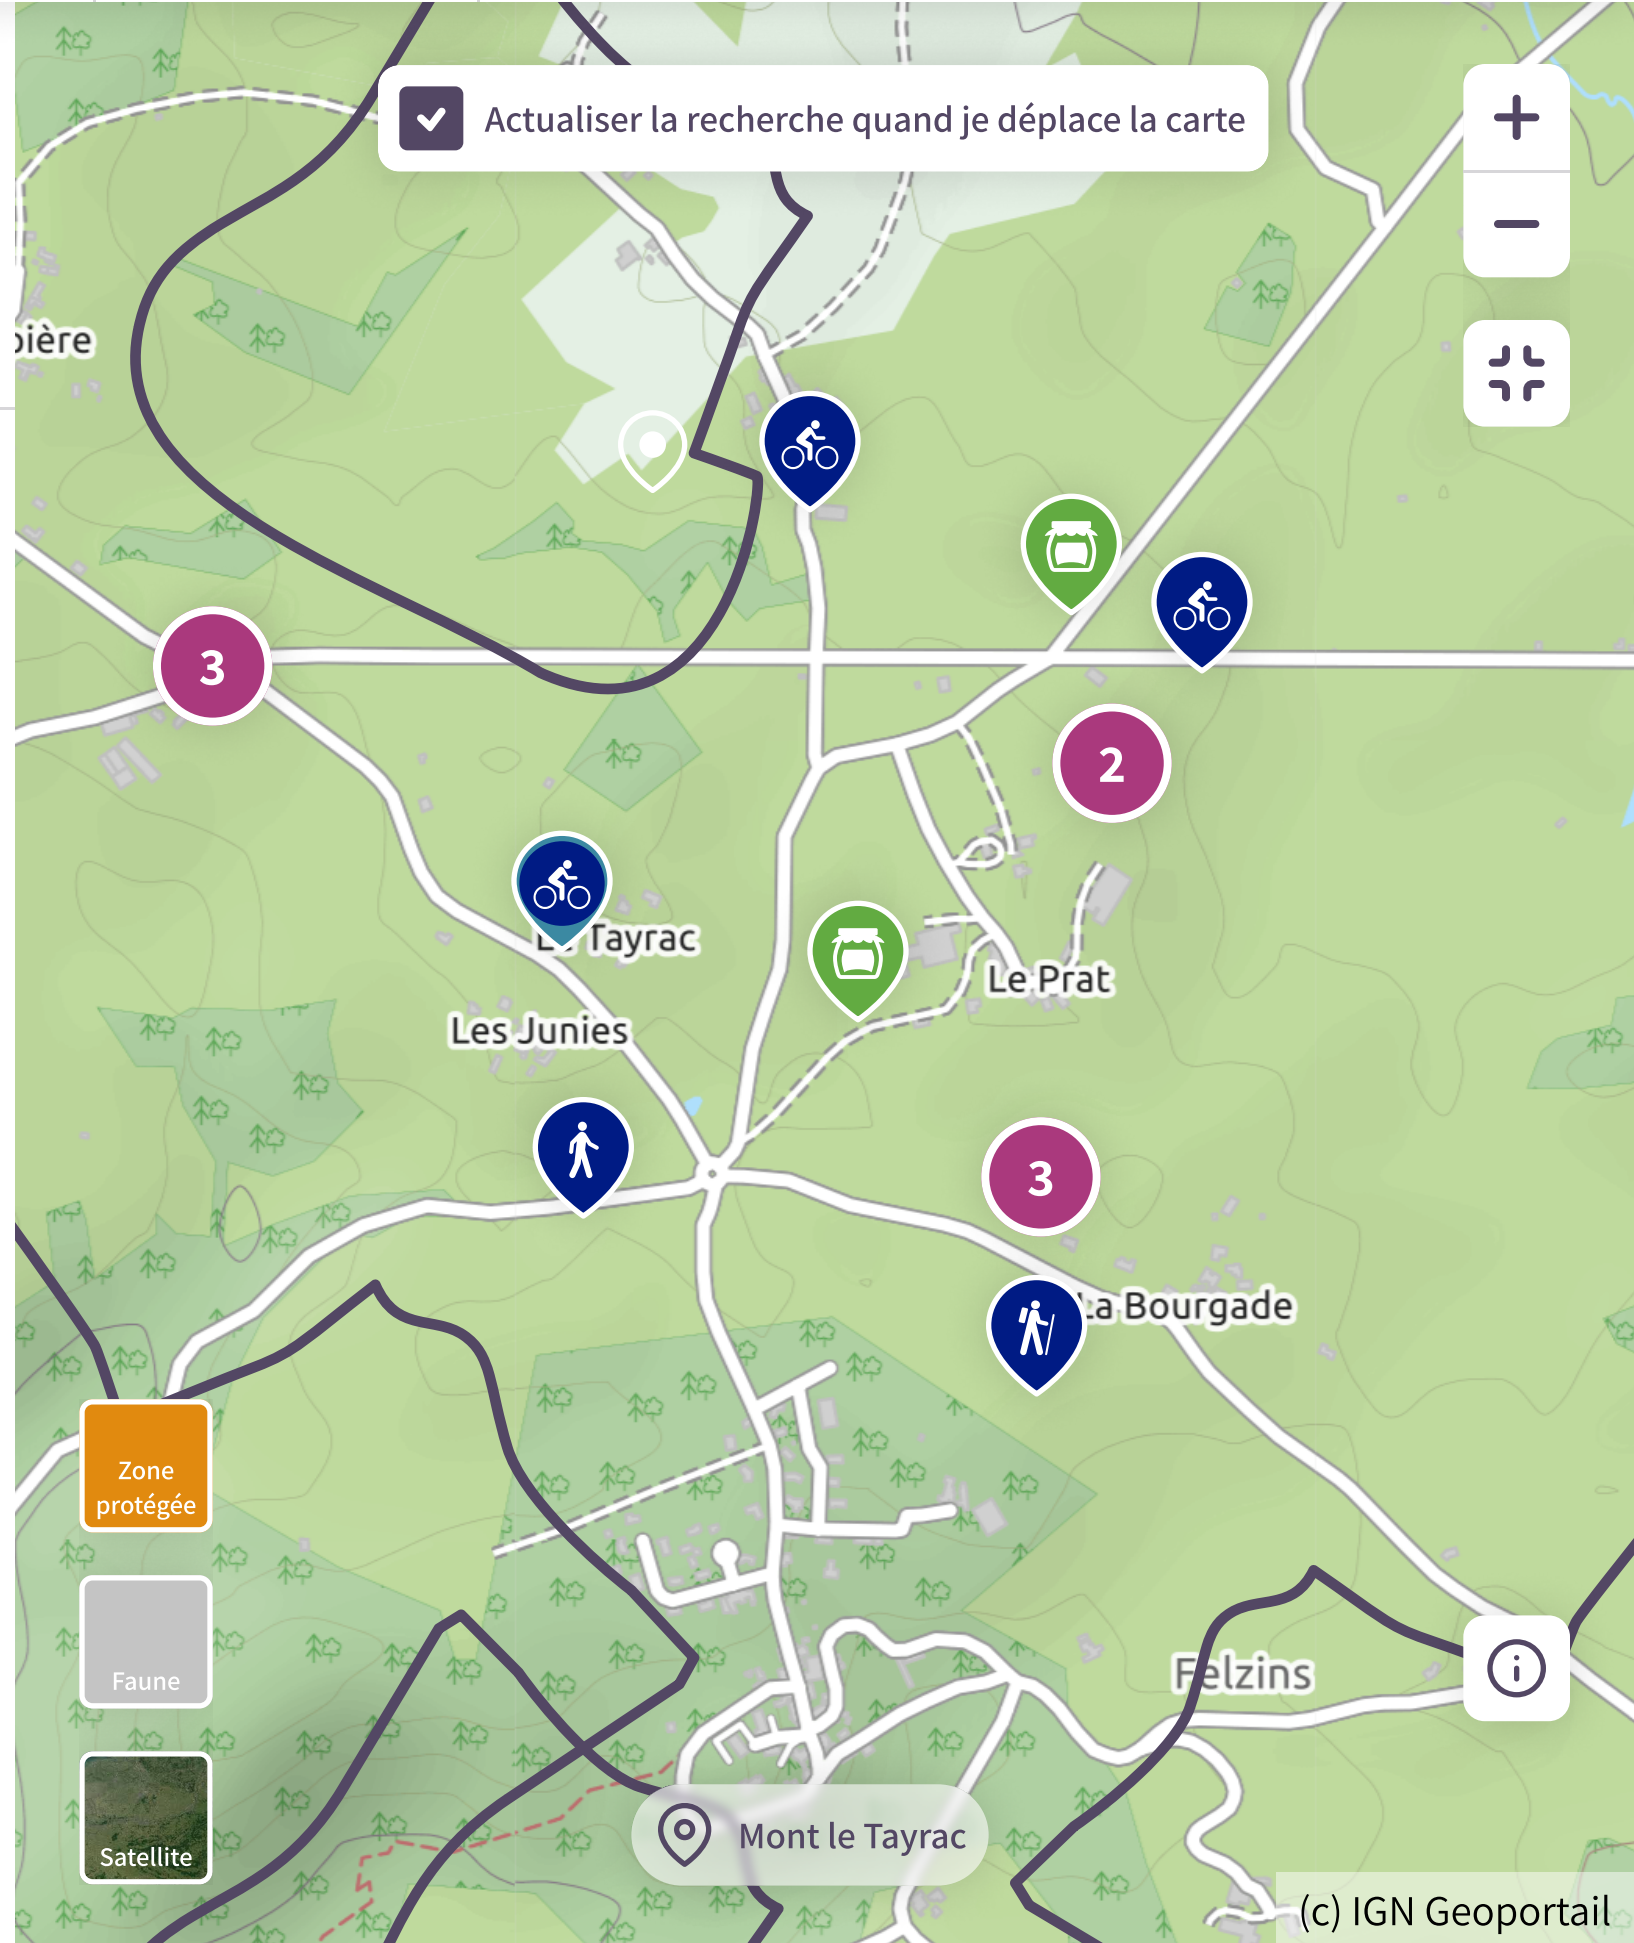 Actualiser la recherche quand je déplace la carte
ière
3
2
Tayrac
Le Prat
Les Junies
3
La Bourgade
Zone
protégée
Faune
Felzins
Satellite
Mont le Tayrac
(c) IGN Geoportail